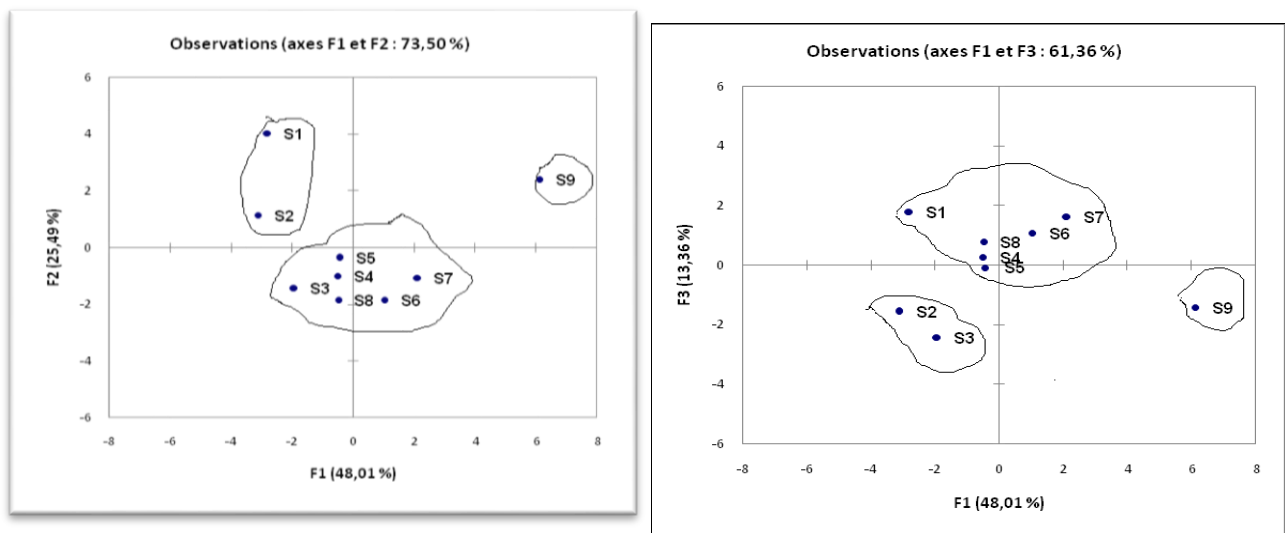 Observations (axes F1 et F2 : 73,50 %)
6
4
2
0
-2
-4
-6
F2 (25,49 %)
S1
S9
S2
S5
S4
S7
S3
S8
S6
-8
-6
-4
-2
0
2
4
6
8
F1 (48,01 %)
Observations (axes F1 et F3 : 61,36 %)
6
4
2
0
-2
-4
-6
F3 (13,36 %)
S1
S7
S6
S8
S4
S5
S9
S2
S3
-8
-6
-4
-2
0
2
4
6
8
F1 (48,01 %)